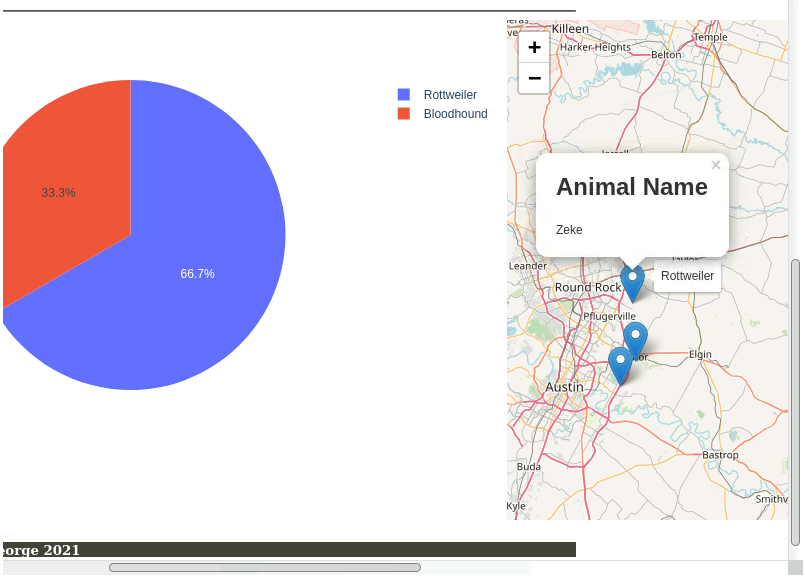 Rottweiler
Bloodhound
33.3%
66.7%
+
−
Killeen
Harker Heights
Temple
Belton
×
Animal Name
Zeke
Rottweiler
Leander
Round Rock
Pflugerville
Elgin
Austin
Bastrop
Buda
Smithv
Kyle
eorge 2021